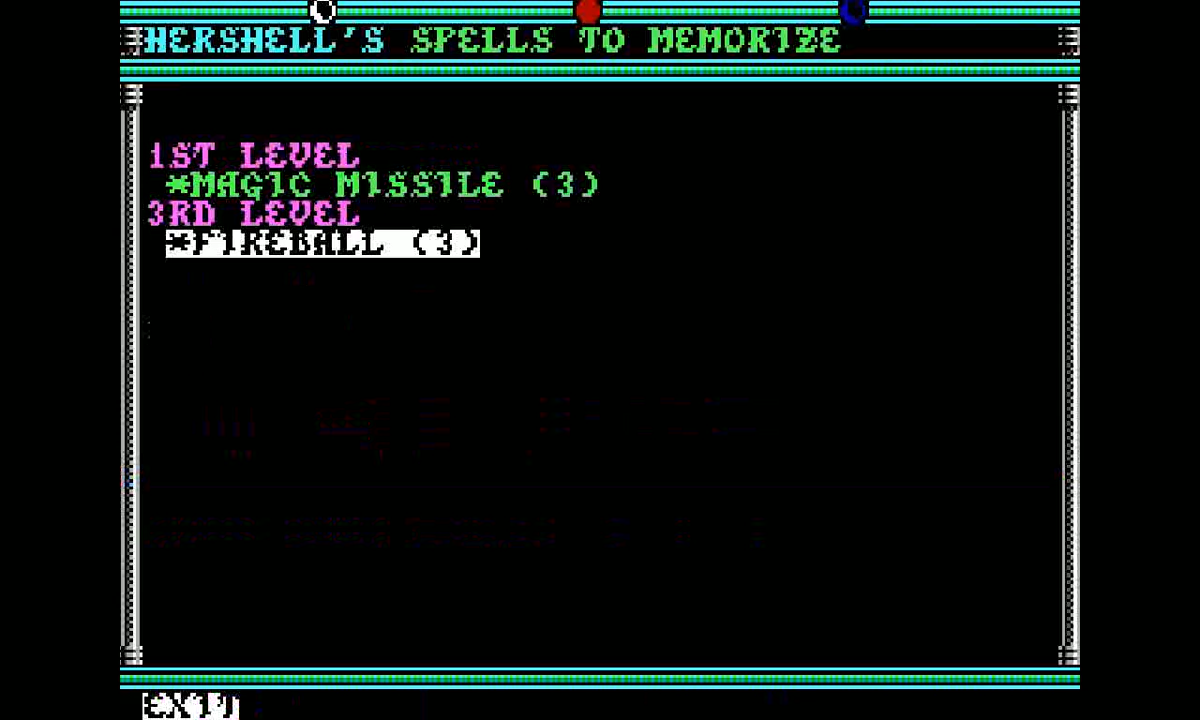 HERSHELL'S SPELLS TO MEMORIZE
1ST LEVEL
*MAGIC MISSILE (3)
3RD LEVEL
*FIREBALL (3)
EXIT